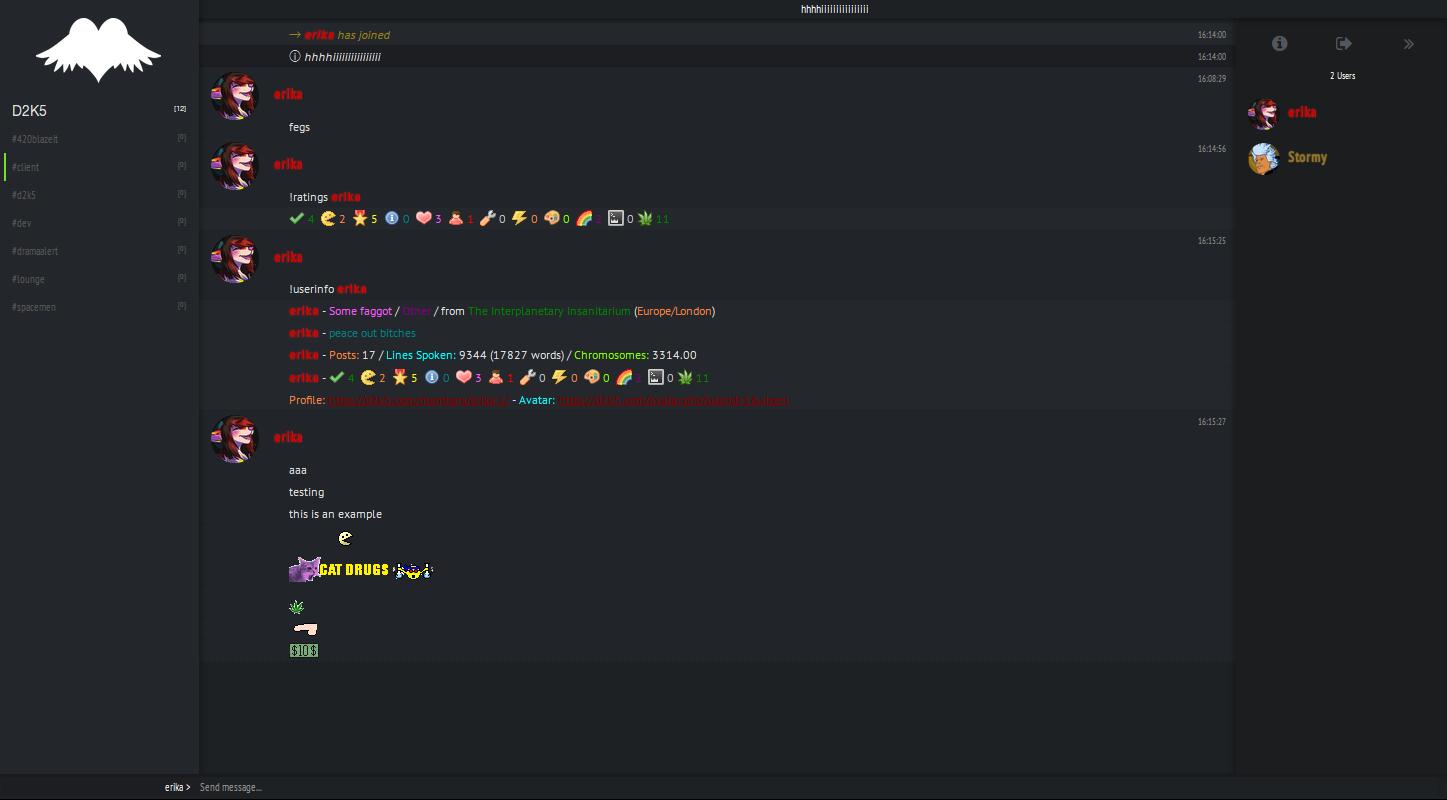 hhhhiiiiiiiiiiiiiiii
D2K5 [12]
#420blazeit [0]
#client [0]
#d2k5 [0]
#dev [0]
#dramaalert [0]
#lounge [0]
#spacemen [0]
→ erika has joined 16:14:00
hhhhiiiiiiiiiiiiiiii 16:14:00
erika 16:08:29
fegs
erika 16:14:56
!ratings erika
4 2 5 0 3 1 0 0 0 0 11
erika 16:15:25
!userinfo erika
erika - Some faggot / Other / from The Interplanetary Insanitarium (Europe/London)
erika - peace out bitches
erika - Posts: 17 / Lines Spoken: 9344 (17827 words) / Chromosomes: 3314.00
erika - 4 2 5 0 3 1 0 0 0 0 11
Profile: - Avatar:
erika 16:15:27
aaa
testing
this is an example
CAT DRUGS
$10$
2 Users
erika
Stormy
erika > Send message...